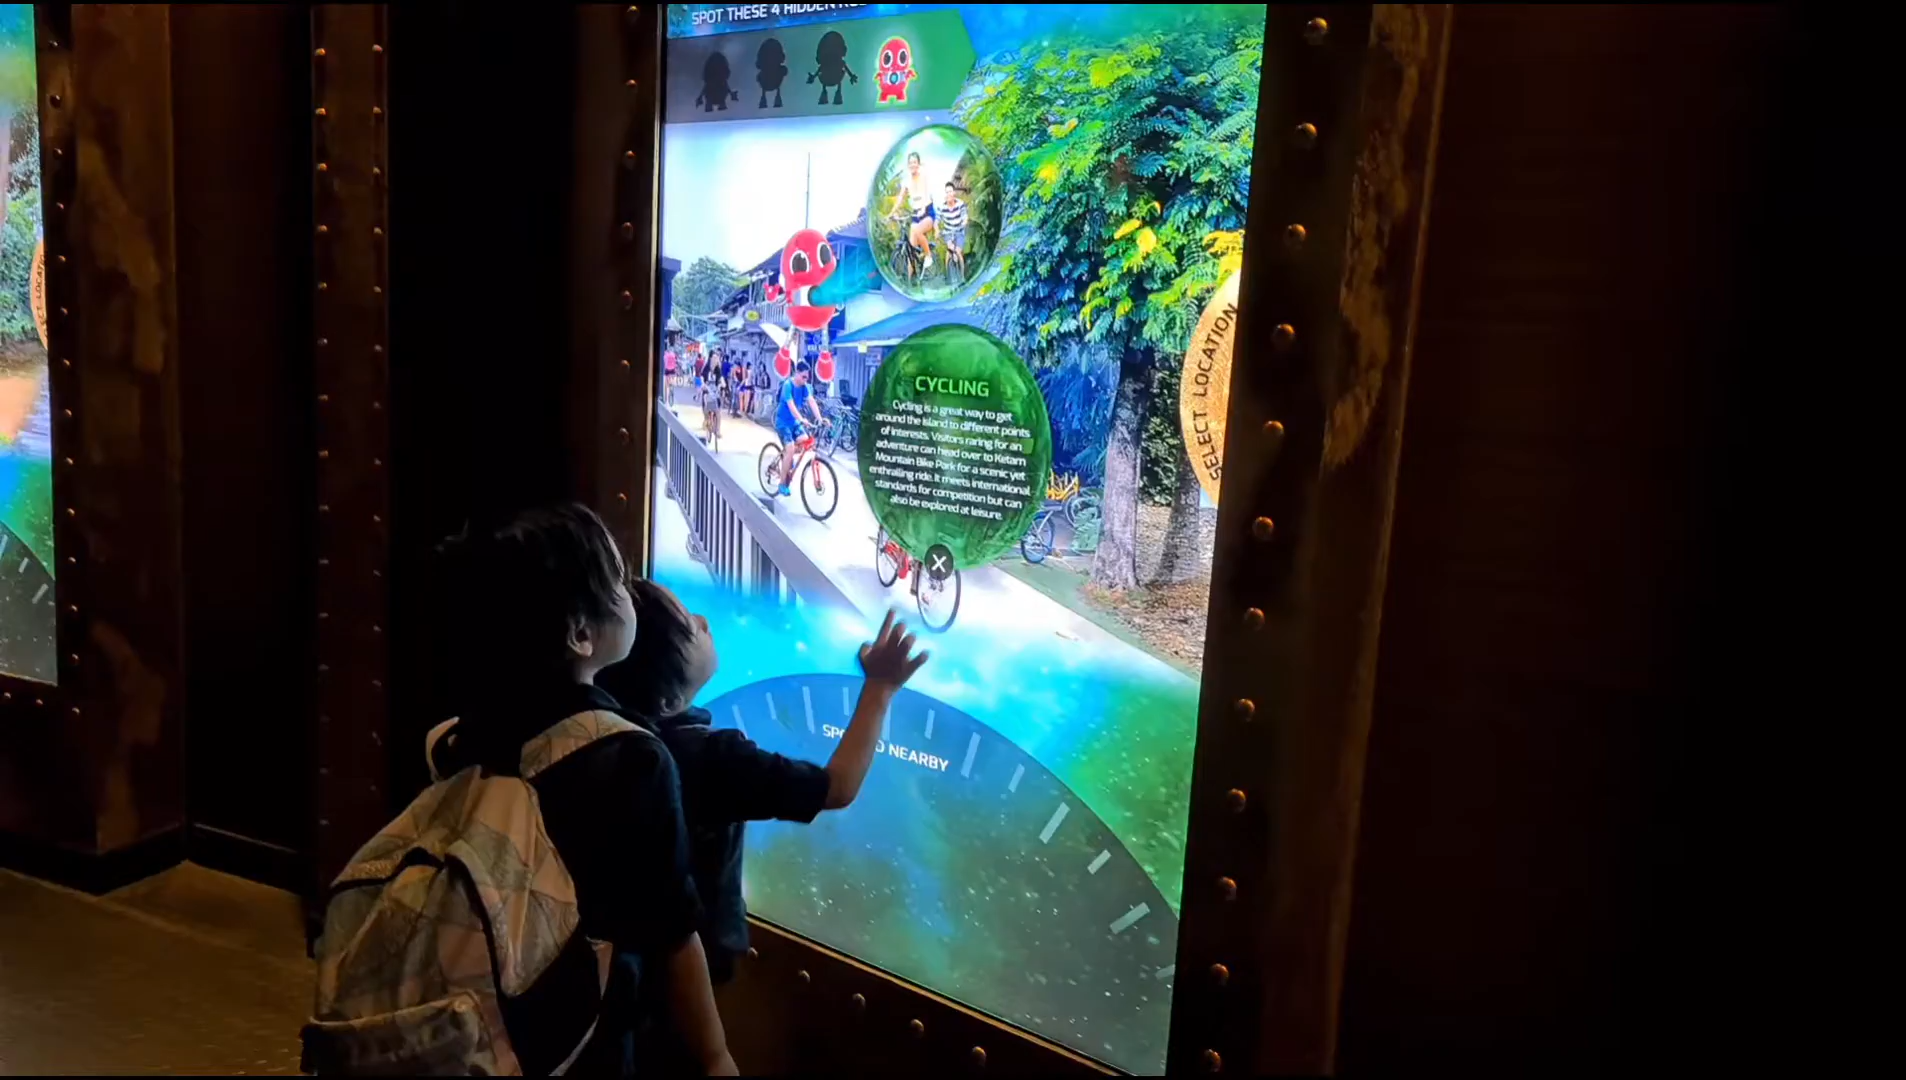 SPOT THESE 4 HIDDEN
CYCLING
Cycling is a great way to get
around the island to different points
of interests. Visitors raring for an
adventure can head over to Ketam
Mountain Bike Park for a scenic yet
enthralling ride. It meets international
standards for competition but can
also be explored at leisure.
X
SELECT LOCATION
NEARBY